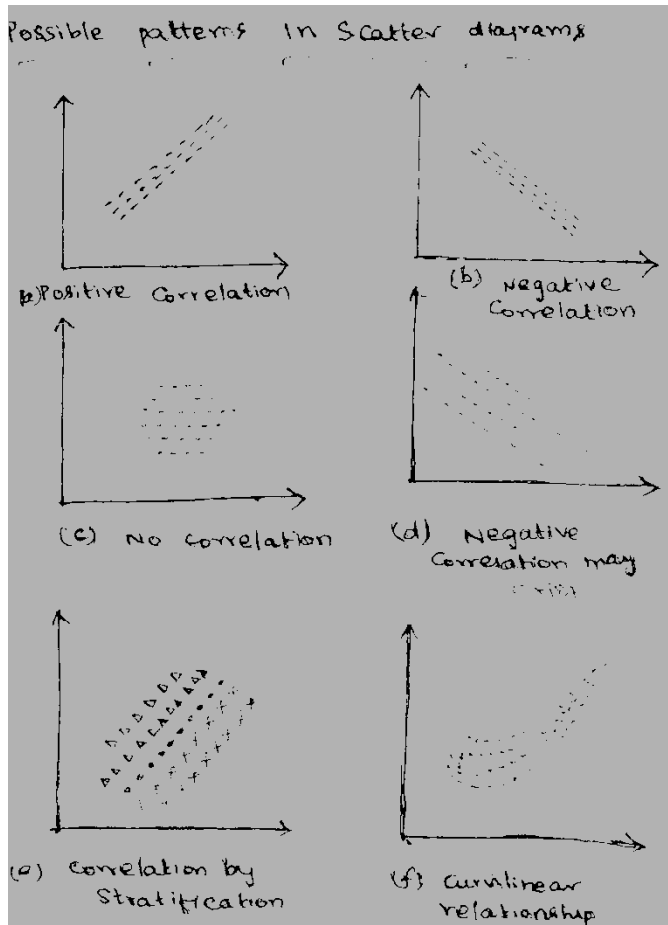 Possible patterns in Scatter diagrams
(a) Positive Correlation
(b) Negative
Correlation
(c) No Correlation
(d) Negative
Correlation may
(e) Correlation by
Stratification
(f) Curvilinear
relationship